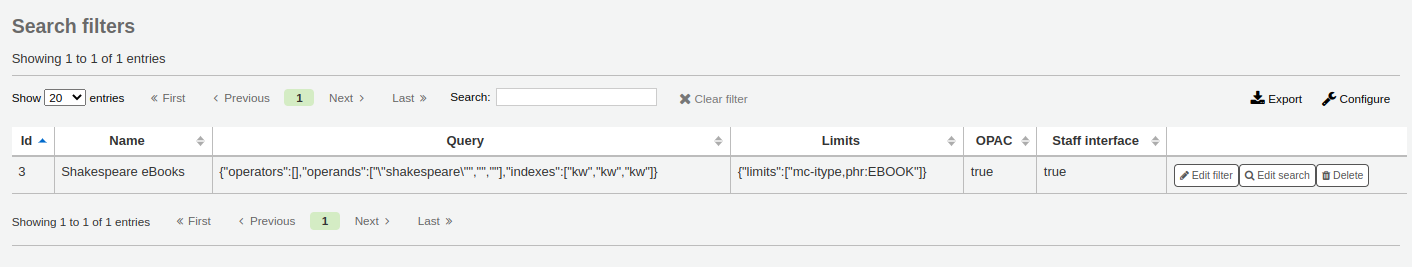 Search filters
Showing 1 to 1 of 1 entries
Show 20 entries First Previous 1 Next Last Search: Clear filter Export Configure
Id Name Query Limits OPAC Staff interface
3 Shakespeare eBooks {"operators":[],"operands":["\"shakespeare\"","",""],"indexes":["kw","kw","kw"]} {"limits":["mc-itype,phr:EBOOK"]} true true Edit filter Edit search Delete
Showing 1 to 1 of 1 entries First Previous 1 Next Last